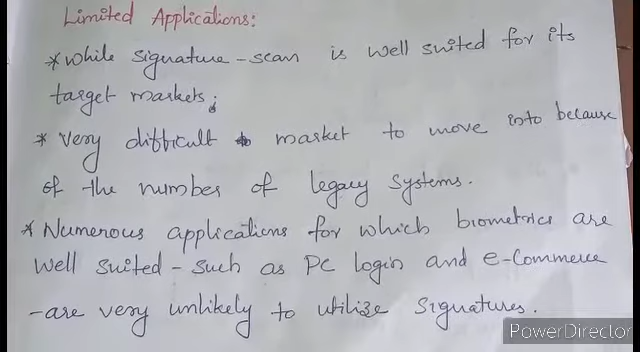 Limited Applications:
* while signature - scan is well suited for its
target markets;
* very difficult market to move into because
of the number of legacy systems.
* Numerous applications for which biometrics are
well suited - such as PC login and e-Commerce
- are very unlikely to utilize signatures.
PowerDirector